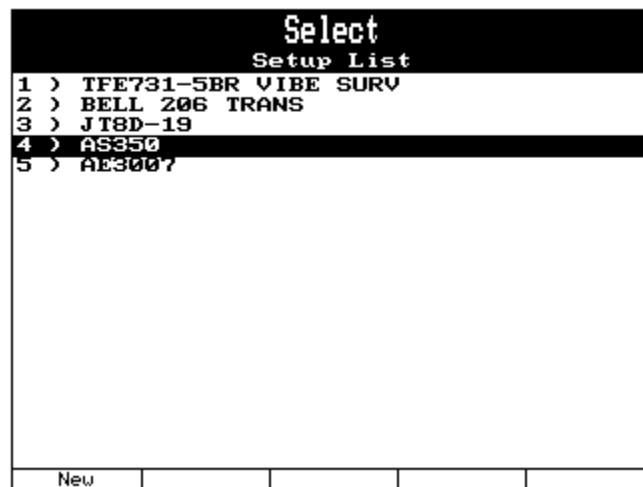 Select
Setup List
1 ) TFE731-5BR VIBE SURV
2 ) BELL 206 TRANS
3 ) JT8D-19
4 ) AS350
5 ) AE3007
New